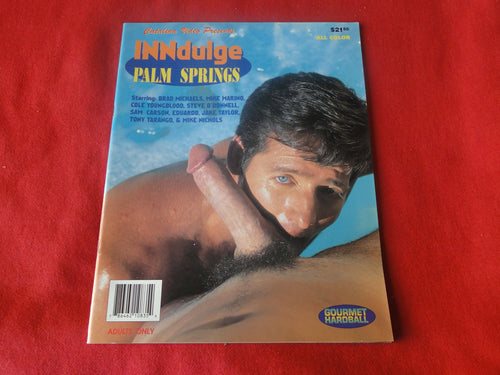 Catalina Video Presents
$21.95
ALL COLOR
INNdulge
PALM SPRINGS
Starring: BRAD MICHAELS, MIKE MARINO,
COLE YOUNGBLOOD, STEVE O'DONNELL,
SAM CARSON, EDUARDO, JAKE TAYLOR,
TONY TARANGO, & MIKE NICHOLS
ADULTS ONLY
GOURMET
HARDBALL